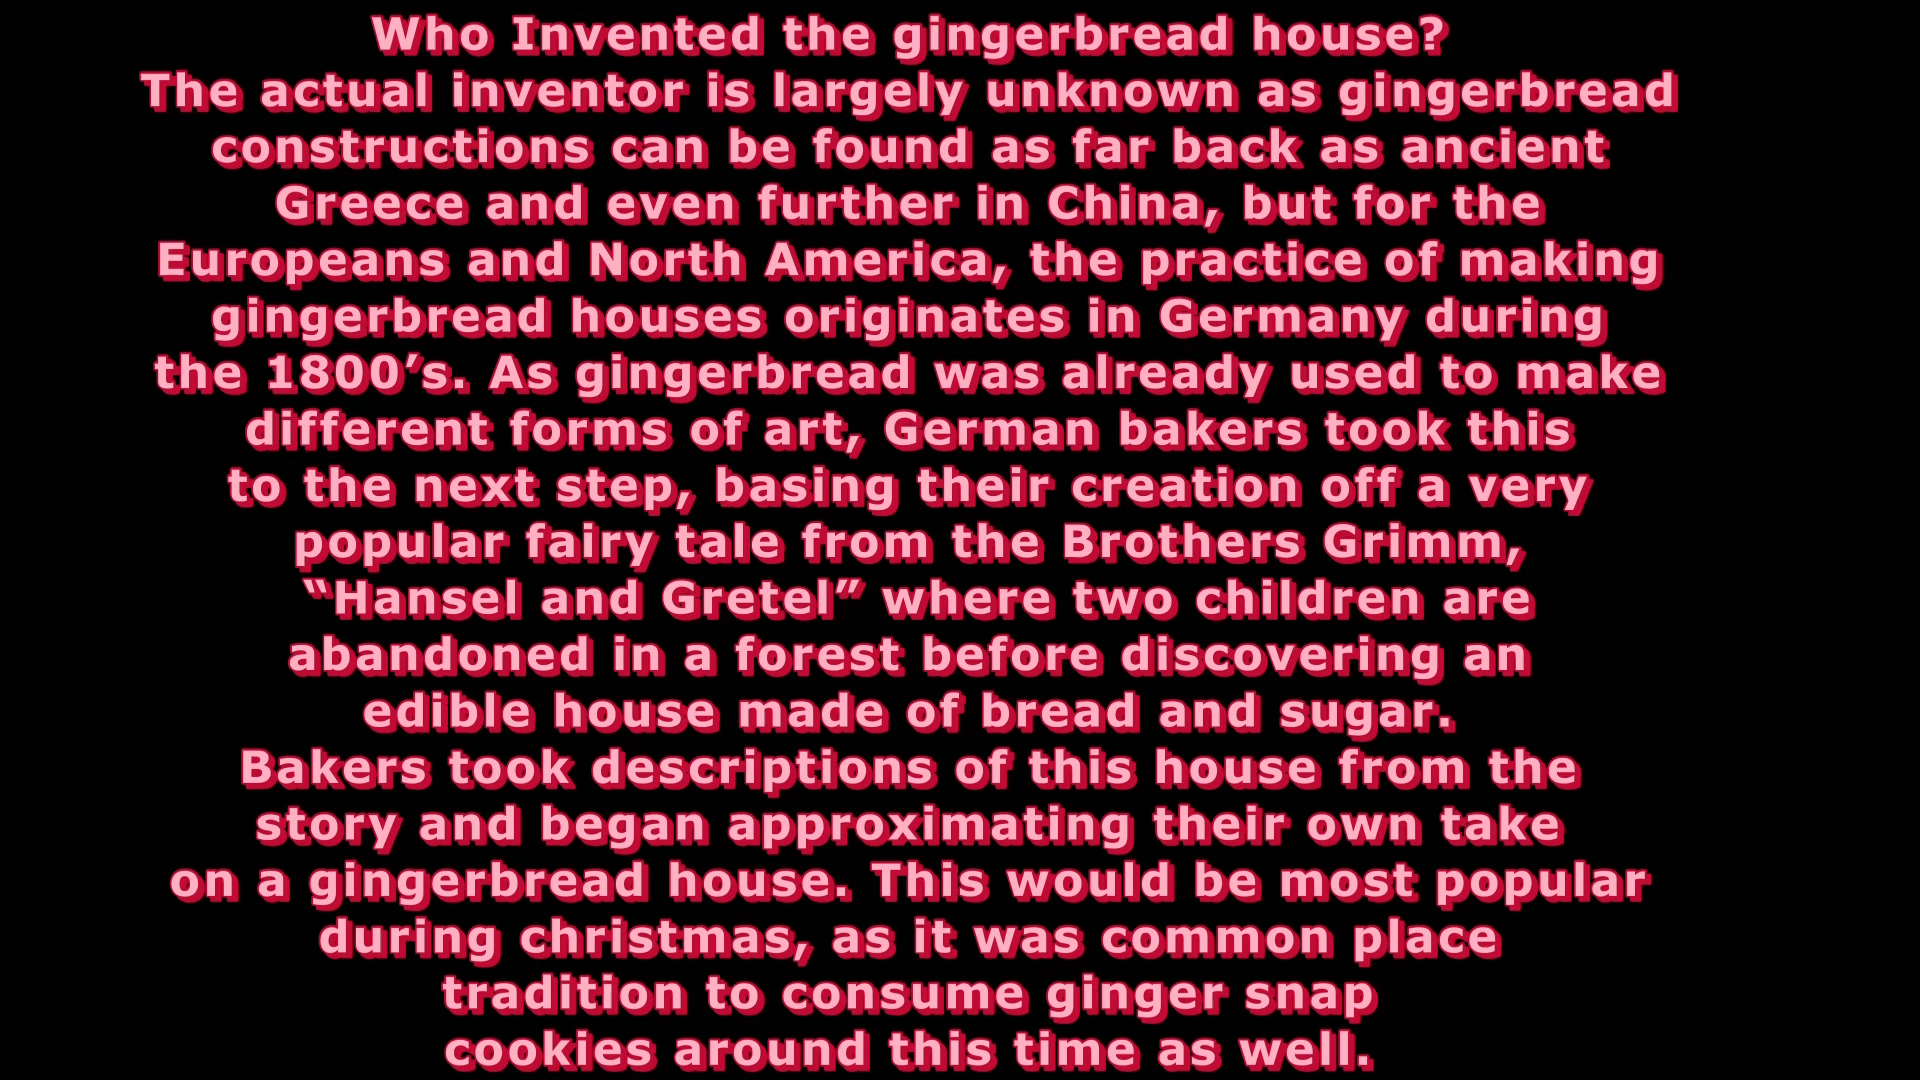 Who Invented the gingerbread house?
The actual inventor is largely unknown as gingerbread
constructions can be found as far back as ancient
Greece and even further in China, but for the
Europeans and North America, the practice of making
gingerbread houses originates in Germany during
the 1800’s. As gingerbread was already used to make
different forms of art, German bakers took this
to the next step, basing their creation off a very
popular fairy tale from the Brothers Grimm,
“Hansel and Gretel” where two children are
abandoned in a forest before discovering an
edible house made of bread and sugar.
Bakers took descriptions of this house from the
story and began approximating their own take
on a gingerbread house. This would be most popular
during christmas, as it was common place
tradition to consume ginger snap
cookies around this time as well.